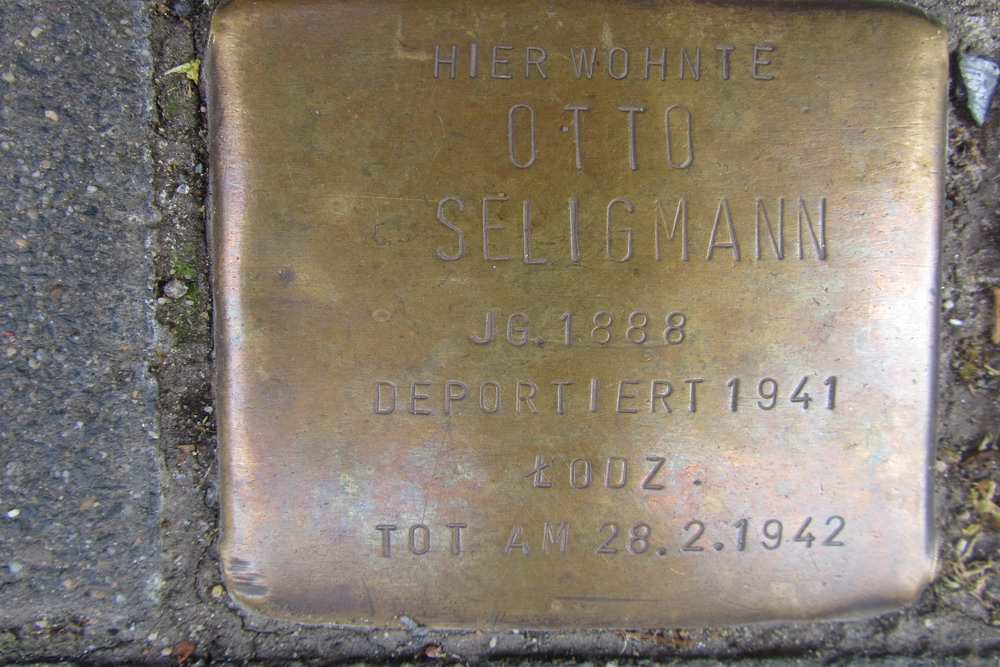 HIER WOHNTE
OTTO
SELIGMANN
JG. 1888
DEPORTIERT 1941
ŁODZ
TOT AM 28.2.1942